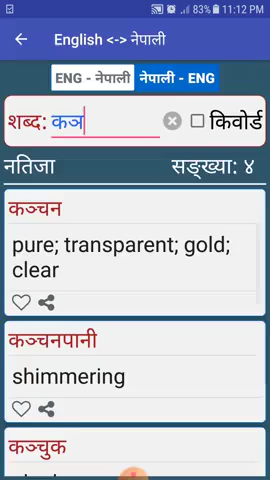 83% 11:12 PM
English <-> नेपाली
ENG - नेपाली नेपाली - ENG
शब्द: कञ किवोर्ड
नतिजा सङ्ख्या: ४
कञ्चन
pure; transparent; gold;
clear
कञ्चनपानी
shimmering
कञ्चुक